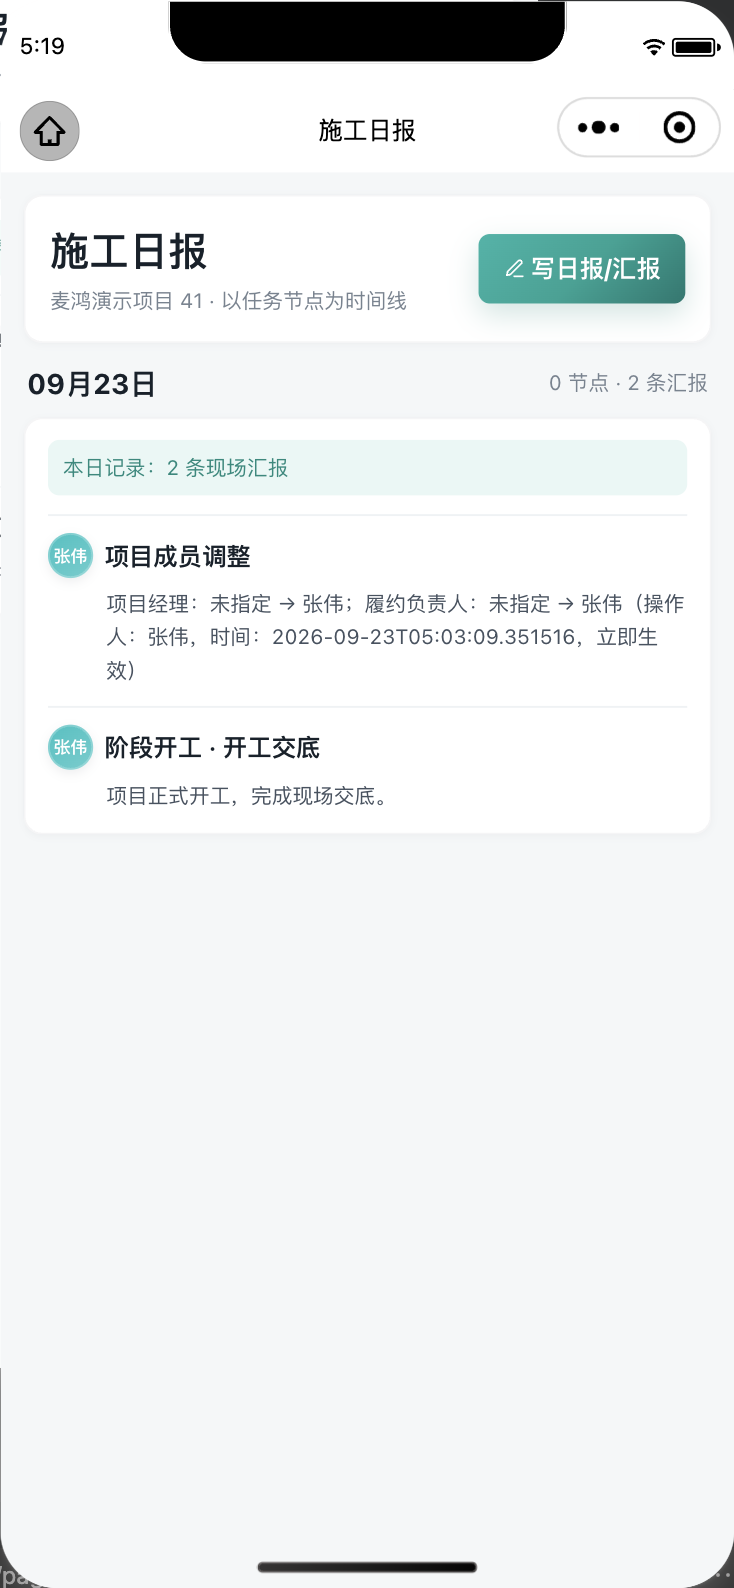 5:19
施工日报
施工日报
写日报/汇报
麦鸿演示项目 41 · 以任务节点为时间线
09月23日
0 节点 · 2 条汇报
本日记录：2 条现场汇报
张伟
项目成员调整
项目经理：未指定 → 张伟；履约负责人：未指定 → 张伟（操作
人：张伟，时间：2026-09-23T05:03:09.351516，立即生
效）
张伟
阶段开工 · 开工交底
项目正式开工，完成现场交底。